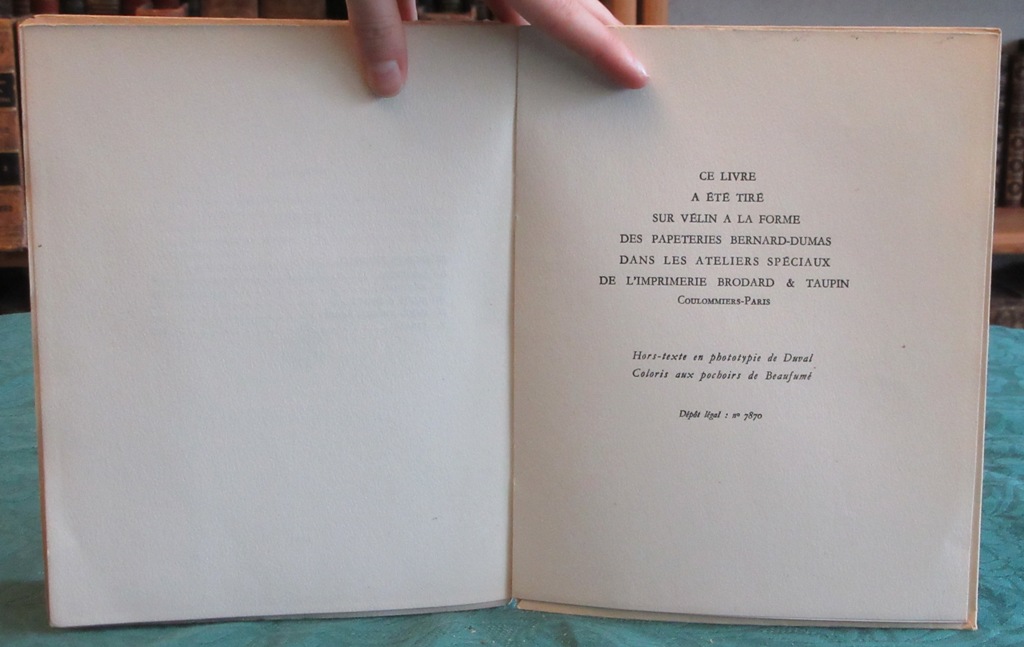 CE LIVRE
A ÉTÉ TIRÉ
SUR VÉLIN A LA FORME
DES PAPETERIES BERNARD-DUMAS
DANS LES ATELIERS SPÉCIAUX
DE L'IMPRIMERIE BRODARD & TAUPIN
COULOMMIERS-PARIS
Hors-texte en phototypie de Duval
Coloris aux pochoirs de Beaufumé
Dépôt légal : nº 7870